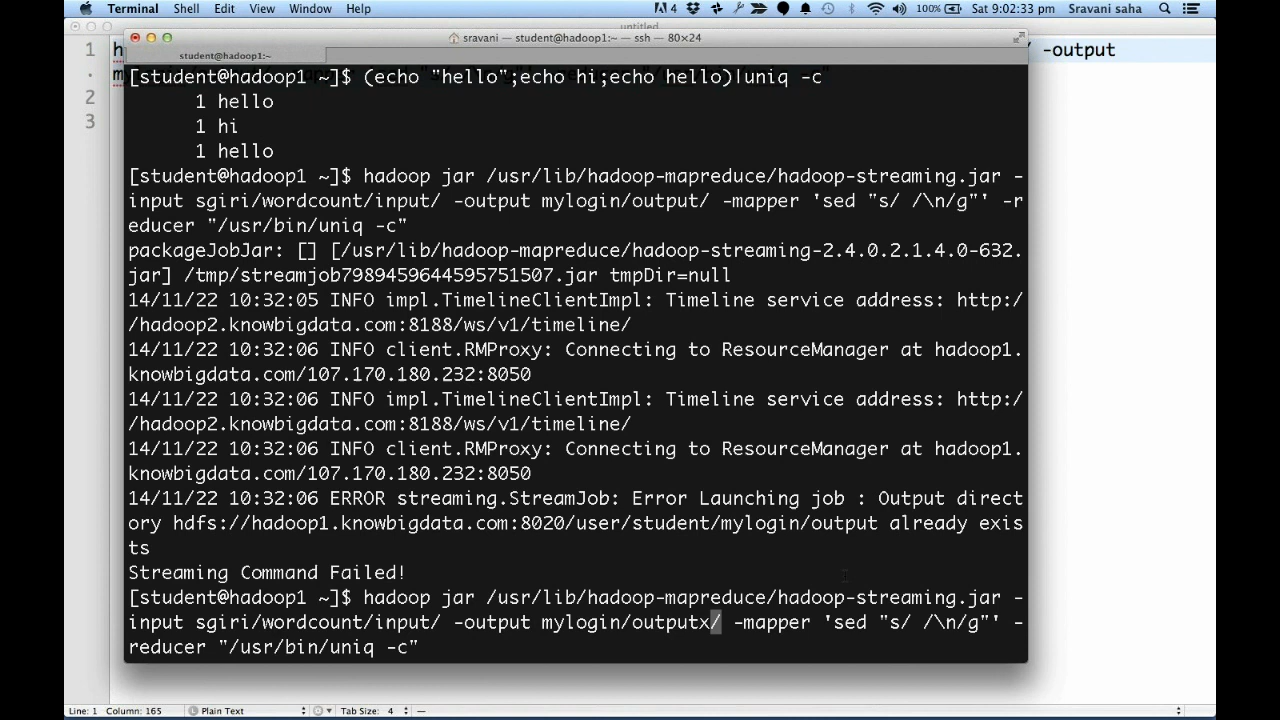 Terminal Shell Edit View Window Help 4 100% Sat 9:02:33 pm Sravani saha
untitled
sravani — student@hadoop1:~ — ssh — 80×24
student@hadoop1:~
1 h -output
[student@hadoop1 ~]$ (echo "hello";echo hi;echo hello)|uniq -c
2 1 hello
3 1 hi
1 hello
[student@hadoop1 ~]$ hadoop jar /usr/lib/hadoop-mapreduce/hadoop-streaming.jar -
input sgiri/wordcount/input/ -output mylogin/output/ -mapper 'sed "s/ /\n/g"' -r
educer "/usr/bin/uniq -c"
packageJobJar: [] [/usr/lib/hadoop-mapreduce/hadoop-streaming-2.4.0.2.1.4.0-632.
jar] /tmp/streamjob7989459644595751507.jar tmpDir=null
14/11/22 10:32:05 INFO impl.TimelineClientImpl: Timeline service address: http:/
/hadoop2.knowbigdata.com:8188/ws/v1/timeline/
14/11/22 10:32:06 INFO client.RMProxy: Connecting to ResourceManager at hadoop1.
knowbigdata.com/107.170.180.232:8050
14/11/22 10:32:06 INFO impl.TimelineClientImpl: Timeline service address: http:/
/hadoop2.knowbigdata.com:8188/ws/v1/timeline/
14/11/22 10:32:06 INFO client.RMProxy: Connecting to ResourceManager at hadoop1.
knowbigdata.com/107.170.180.232:8050
14/11/22 10:32:06 ERROR streaming.StreamJob: Error Launching job : Output direct
ory hdfs://hadoop1.knowbigdata.com:8020/user/student/mylogin/output already exis
ts
Streaming Command Failed!
[student@hadoop1 ~]$ hadoop jar /usr/lib/hadoop-mapreduce/hadoop-streaming.jar -
input sgiri/wordcount/input/ -output mylogin/outputx/ -mapper 'sed "s/ /\n/g"' -
reducer "/usr/bin/uniq -c"
Line: 1 Column: 165 Plain Text Tab Size: 4 —